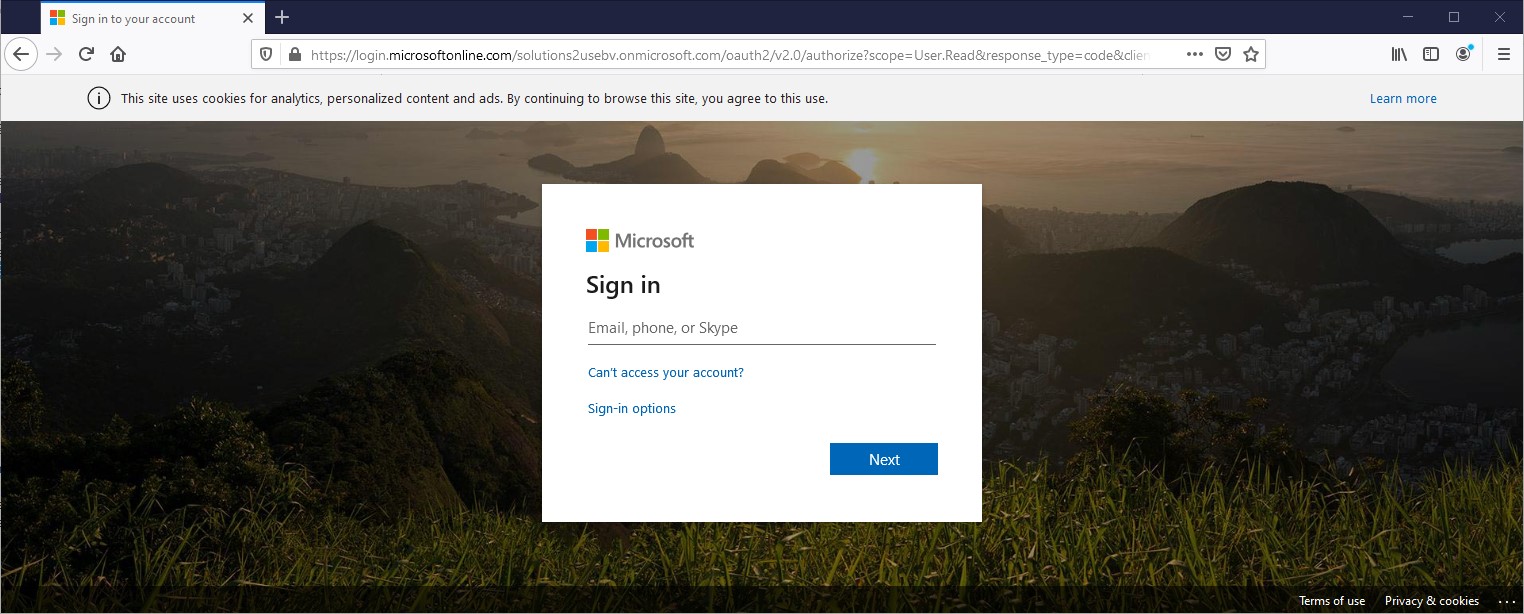 Sign in to your account
https://login.microsoftonline.com/solutions2usebv.onmicrosoft.com/oauth2/v2.0/authorize?scope=User.Read&response_type=code&clien
This site uses cookies for analytics, personalized content and ads. By continuing to browse this site, you agree to this use.
Learn more
Microsoft
Sign in
Email, phone, or Skype
Can't access your account?
Sign-in options
Next
Terms of use
Privacy & cookies